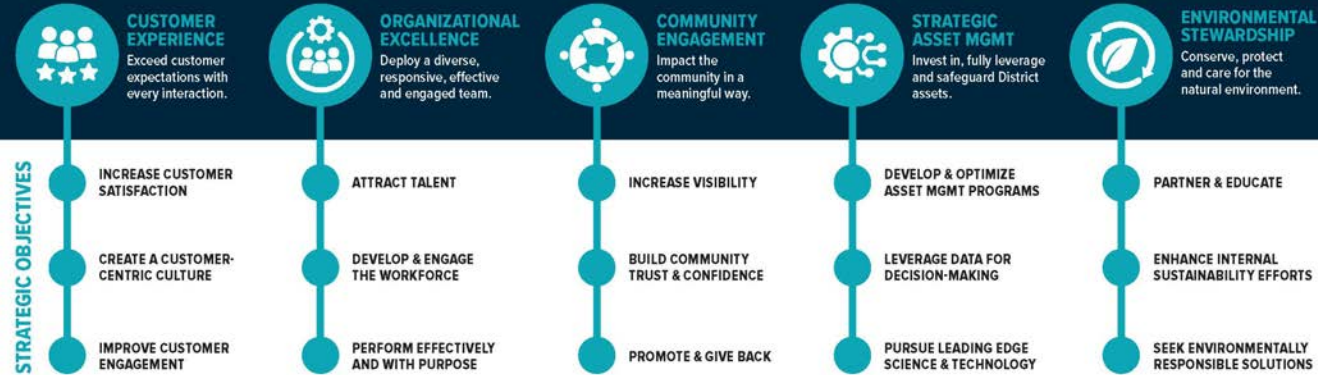 CUSTOMER
EXPERIENCE
Exceed customer
expectations with
every interaction.
ORGANIZATIONAL
EXCELLENCE
Deploy a diverse,
responsive, effective
and engaged team.
COMMUNITY
ENGAGEMENT
Impact the
community in a
meaningful way.
STRATEGIC
ASSET MGMT
Invest in, fully leverage
and safeguard District
assets.
ENVIRONMENTAL
STEWARDSHIP
Conserve, protect
and care for the
natural environment.
STRATEGIC OBJECTIVES
INCREASE CUSTOMER
SATISFACTION
CREATE A CUSTOMER-
CENTRIC CULTURE
IMPROVE CUSTOMER
ENGAGEMENT
ATTRACT TALENT
DEVELOP & ENGAGE
THE WORKFORCE
PERFORM EFFECTIVELY
AND WITH PURPOSE
INCREASE VISIBILITY
BUILD COMMUNITY
TRUST & CONFIDENCE
PROMOTE & GIVE BACK
DEVELOP & OPTIMIZE
ASSET MGMT PROGRAMS
LEVERAGE DATA FOR
DECISION-MAKING
PURSUE LEADING EDGE
SCIENCE & TECHNOLOGY
PARTNER & EDUCATE
ENHANCE INTERNAL
SUSTAINABILITY EFFORTS
SEEK ENVIRONMENTALLY
RESPONSIBLE SOLUTIONS